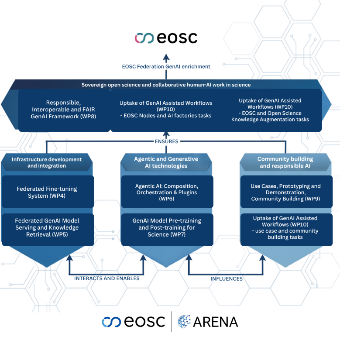 eosc
EOSC Federation GenAI enrichment
Sovereign open science and collaborative human-AI work in science
Responsible,
Interoperable and FAIR
GenAI Framework (WP8)
Uptake of GenAI Assisted Workflows
(WP10)
- EOSC Nodes and AI factories tasks
Uptake of GenAI Assisted
Workflows (WP10)
- EOSC and Open Science
knowledge Augmentation tasks
ENSURES
Infrastructure development
and integration
Federated Fine-tuning
System (WP4)
Federated GenAI Model
Serving and Knowledge
Retrieval (WP5)
Agentic and Generative
AI technologies
Agentic AI: Composition,
Orchestration & Plugins
(WP6)
GenAI Model Pre-training
and Post-training for
Science (WP7)
Community building
and responsible AI
Use Cases, Prototyping and
Demonstration,
Community Building (WP9)
Uptake of GenAI Assisted
Workflows (WP10)
- use case and community
building tasks
INTERACTS AND ENABLES
INFLUENCES
eosc ARENA